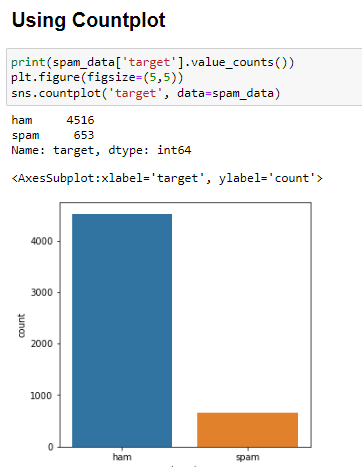 Using Countplot
print(spam_data['target'].value_counts())
plt.figure(figsize=(5,5))
sns.countplot('target', data=spam_data)
ham     4516
spam     653
Name: target, dtype: int64
<AxesSubplot:xlabel='target', ylabel='count'>
4000
3000
2000
1000
0
count
ham
spam